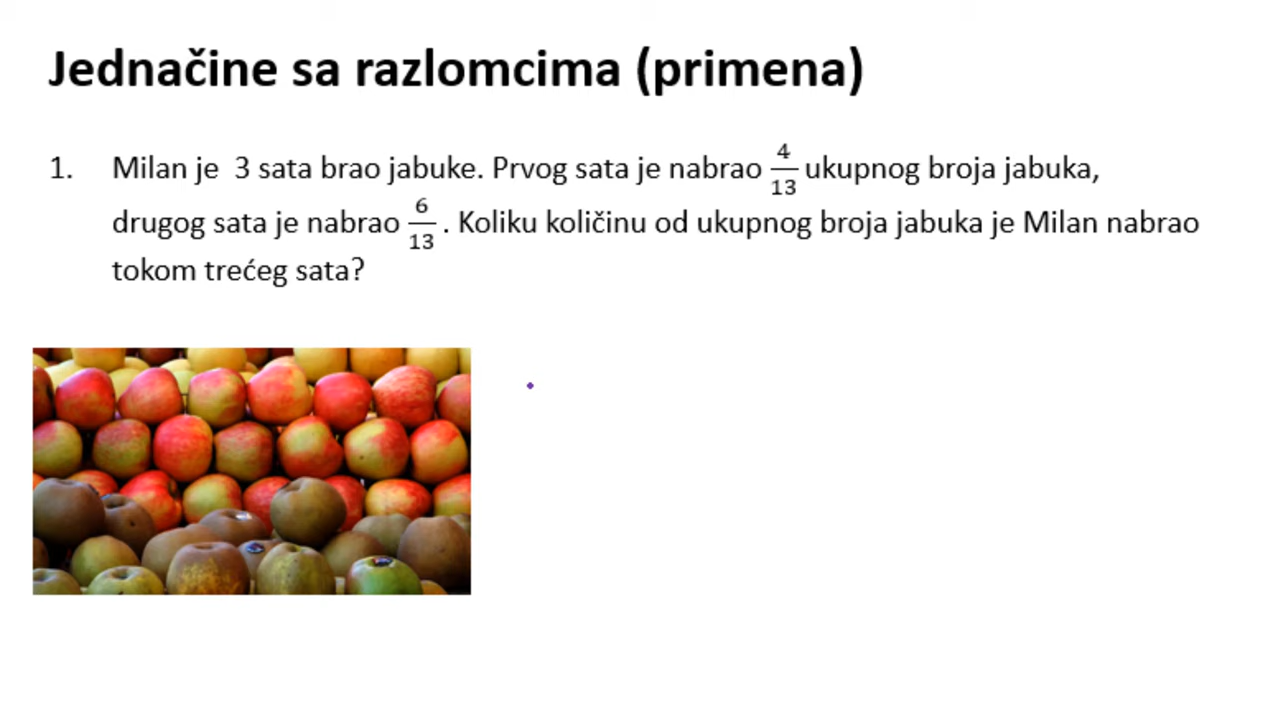 Jednačine sa razlomcima (primena)
1. Milan je 3 sata brao jabuke. Prvog sata je nabrao 4/13 ukupnog broja jabuka,
drugog sata je nabrao 6/13 . Koliku količinu od ukupnog broja jabuka je Milan nabrao
tokom trećeg sata?